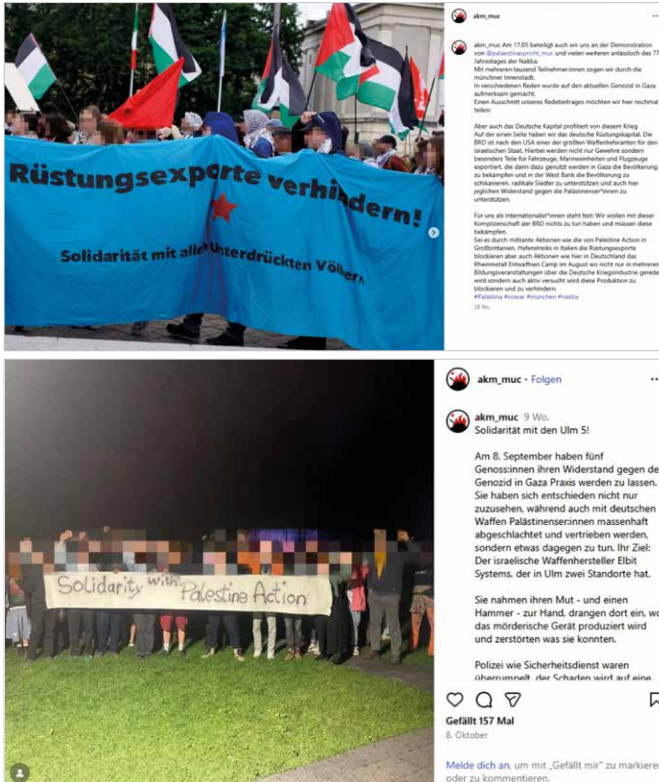 akm_muc
akm_muc Am 17.05 beteiligt auch wir uns an der Demonstration
von @palaestinaspricht_muc und vielen weiteren anlässloch des 77
Jahrestages der Nakba.
Mit mehreren tausend Teilnehmer:innen zogen wir durch die
münchner Innenstadt.
In verschiedenen Reden wurde auf den aktuellen Genozid in Gaza
aufmerksam gemacht.
Einen Ausschnitt unseres Redebeitrages möchten wir hier nochmal
teilen:
Aber auch das Deutsche Kapital profitiert von diesem Krieg
Auf der einen Seite haben wir das deutsche Rüstungskapital. Die
BRD ist nach den USA einer der größten Waffenlieferanten für den
israelischen Staat. Hierbei werden nicht nur Gewehre sondern
besonders Teile für Fahrzeuge, Marineeinheiten und Flugzeuge
exportiert, die dann dazu genutzt werden in Gaza die Bevölkerung
zu bekämpfen und in der West Bank die Bevölkerung zu
schikanieren, radikale Siedler zu unterstützen und auch hier
jeglichen Widerstand gegen die Palästinenser*innen zu
unterstützen.
Für uns als Internationalist*innen steht fest: Wir wollen mit dieser
Komplizenschaft der BRD nichts zu tun haben und müssen diese
bekämpfen.
Sei es durch militante Aktionen wie die von Palestine Action in
Großbrittanien, Hafenstreiks in Italien die Rüstungsexporte
blockieren aber auch Aktionen wie hier in Deutschland das
Rheinmetall Entwaffnen Camp im August wo nicht nur in mehreren
Bildungsveranstaltungen über die Deutsche Kriegsindustrie gerede
wird sondern auch aktiv versucht wird diese Produktion zu
blockieren und zu verhindern.
#Palästina #nowar #münchen #nakba
Wo.
Rüstungsexporte verhindern!
Solidarität mit allen Unterdrückten Völkern
akm_muc • Folgen
akm_muc 9 Wo.
Solidarität mit den Ulm 5!
Am 8. September haben fünf
Genoss:innen ihren Widerstand gegen de
Genozid in Gaza Praxis werden zu lassen.
Sie haben sich entschieden nicht nur
zuzusehen, während auch mit deutschen
Waffen Palästinenser:innen massenhaft
abgeschlachtet und vertrieben werden,
sondern etwas dagegen zu tun. Ihr Ziel:
Der israelische Waffenhersteller Elbit
Systems, der in Ulm zwei Standorte hat.
Sie nahmen ihren Mut - und einen
Hammer - zur Hand, drangen dort ein, wo
das mörderische Gerät produziert wird
und zerstörten was sie konnten.
Polizei wie Sicherheitsdienst waren
überrumpelt, der Schaden wird auf eine
Solidarity with Palestine Action
Gefällt 157 Mal
8. Oktober
Melde dich an, um mit „Gefällt mir“ zu markieren
oder zu kommentieren.